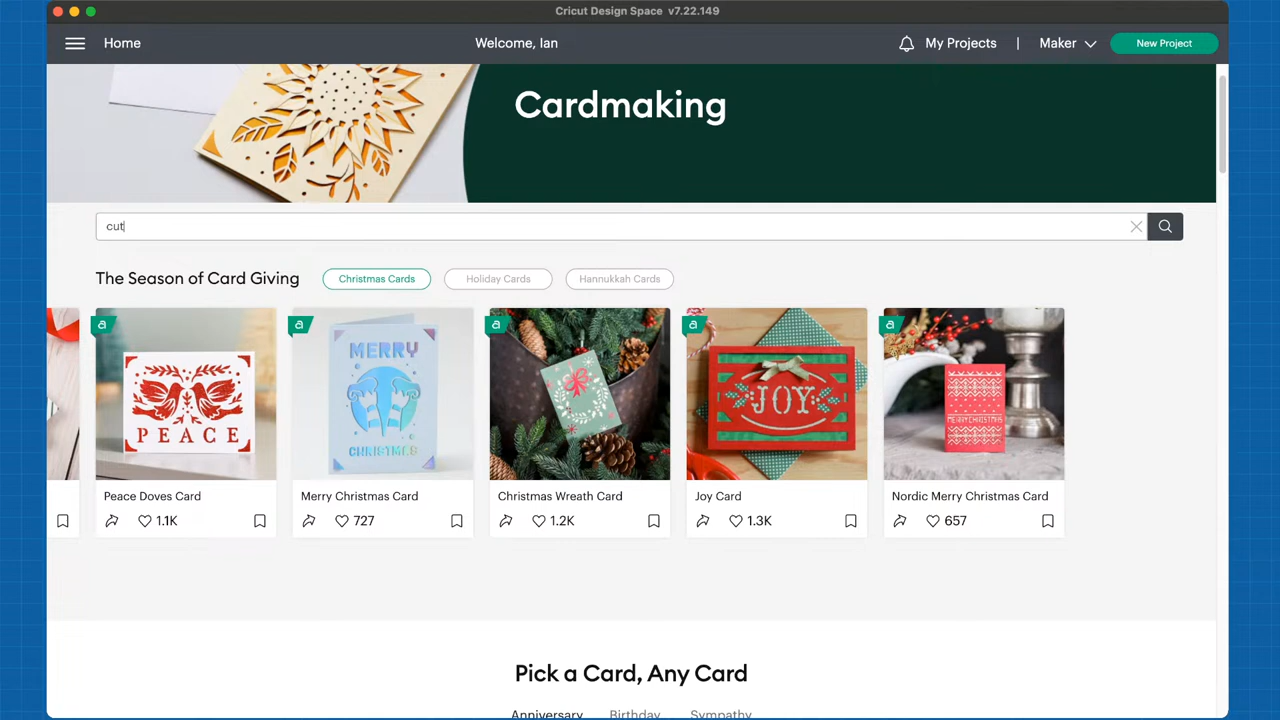 Cricut Design Space v7.22.149
Home
Welcome, Ian
My Projects | Maker
New Project
Cardmaking
cut
The Season of Card Giving
Christmas Cards
Holiday Cards
Hannukkah Cards
a
PEACE
a
MERRY
CHRISTMAS
a
a
JOY
a
MERRY CHRISTMAS
Peace Doves Card
Merry Christmas Card
Christmas Wreath Card
Joy Card
Nordic Merry Christmas Card
1.1K
727
1.2K
1.3K
657
Pick a Card, Any Card
Anniversary
Birthday
Sympathy